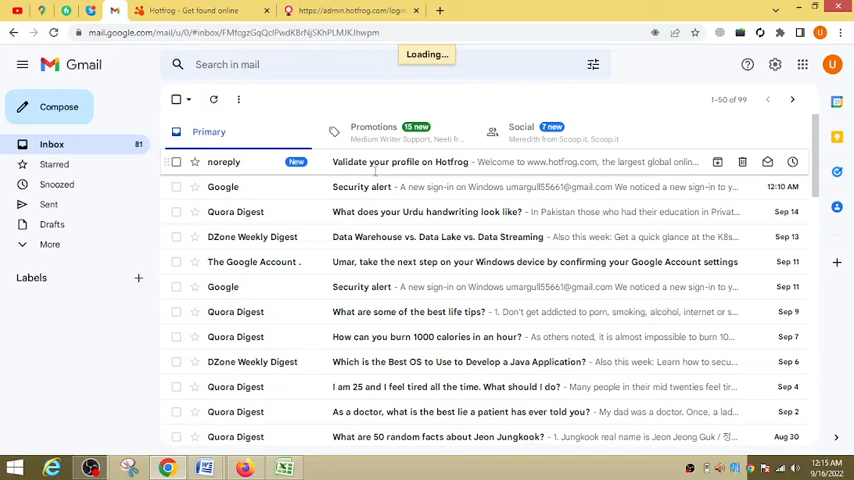 Hotfrog - Get found online
https://admin.hotfrog.com/login
mail.google.com/mail/u/0/#inbox/FMfcgzGqQclPwdKBRNjSKhPLMJKJhwpm
Loading...
Gmail
Search in mail
U
Compose
1-50 of 99
Inbox 81
Starred
Snoozed
Sent
Drafts
More
Labels
Primary
Promotions 15 new
Medium Writer Support, Neeti fr...
Social 7 new
Meredith from Scoop.it, Scoop.it
noreply New Validate your profile on Hotfrog - Welcome to www.hotfrog.com, the largest global onlin...
Google Security alert - A new sign-in on Windows umargull55661@gmail.com We noticed a new sign-in to y... 12:10 AM
Quora Digest What does your Urdu handwriting look like? - In Pakistan those who had their education in Privat... Sep 14
DZone Weekly Digest Data Warehouse vs. Data Lake vs. Data Streaming - Also this week: Get a quick glance at the K8s... Sep 13
The Google Account . Umar, take the next step on your Windows device by confirming your Google Account settings Sep 11
Google Security alert - A new sign-in on Windows umargull55661@gmail.com We noticed a new sign-in to y... Sep 11
Quora Digest What are some of the best life tips? - 1. Don't get addicted to porn, smoking, alcohol, internet or s... Sep 9
Quora Digest How can you burn 1000 calories in an hour? - As others noted, it is almost impossible to burn 10... Sep 7
DZone Weekly Digest Which is the Best OS to Use to Develop a Java Application? - Also this week: Learn how to secu... Sep 6
Quora Digest I am 25 and I feel tired all the time. What should I do? - Many people in their mid twenties feel tir... Sep 4
Quora Digest As a doctor, what is the best lie a patient has ever told you? - My dad was a doctor. Once, a lad... Sep 2
Quora Digest What are 50 random facts about Jeon Jungkook? - 1. Jungkook real name is Jeon Jeong Guk / 정... Aug 30
12:15 AM
9/16/2022